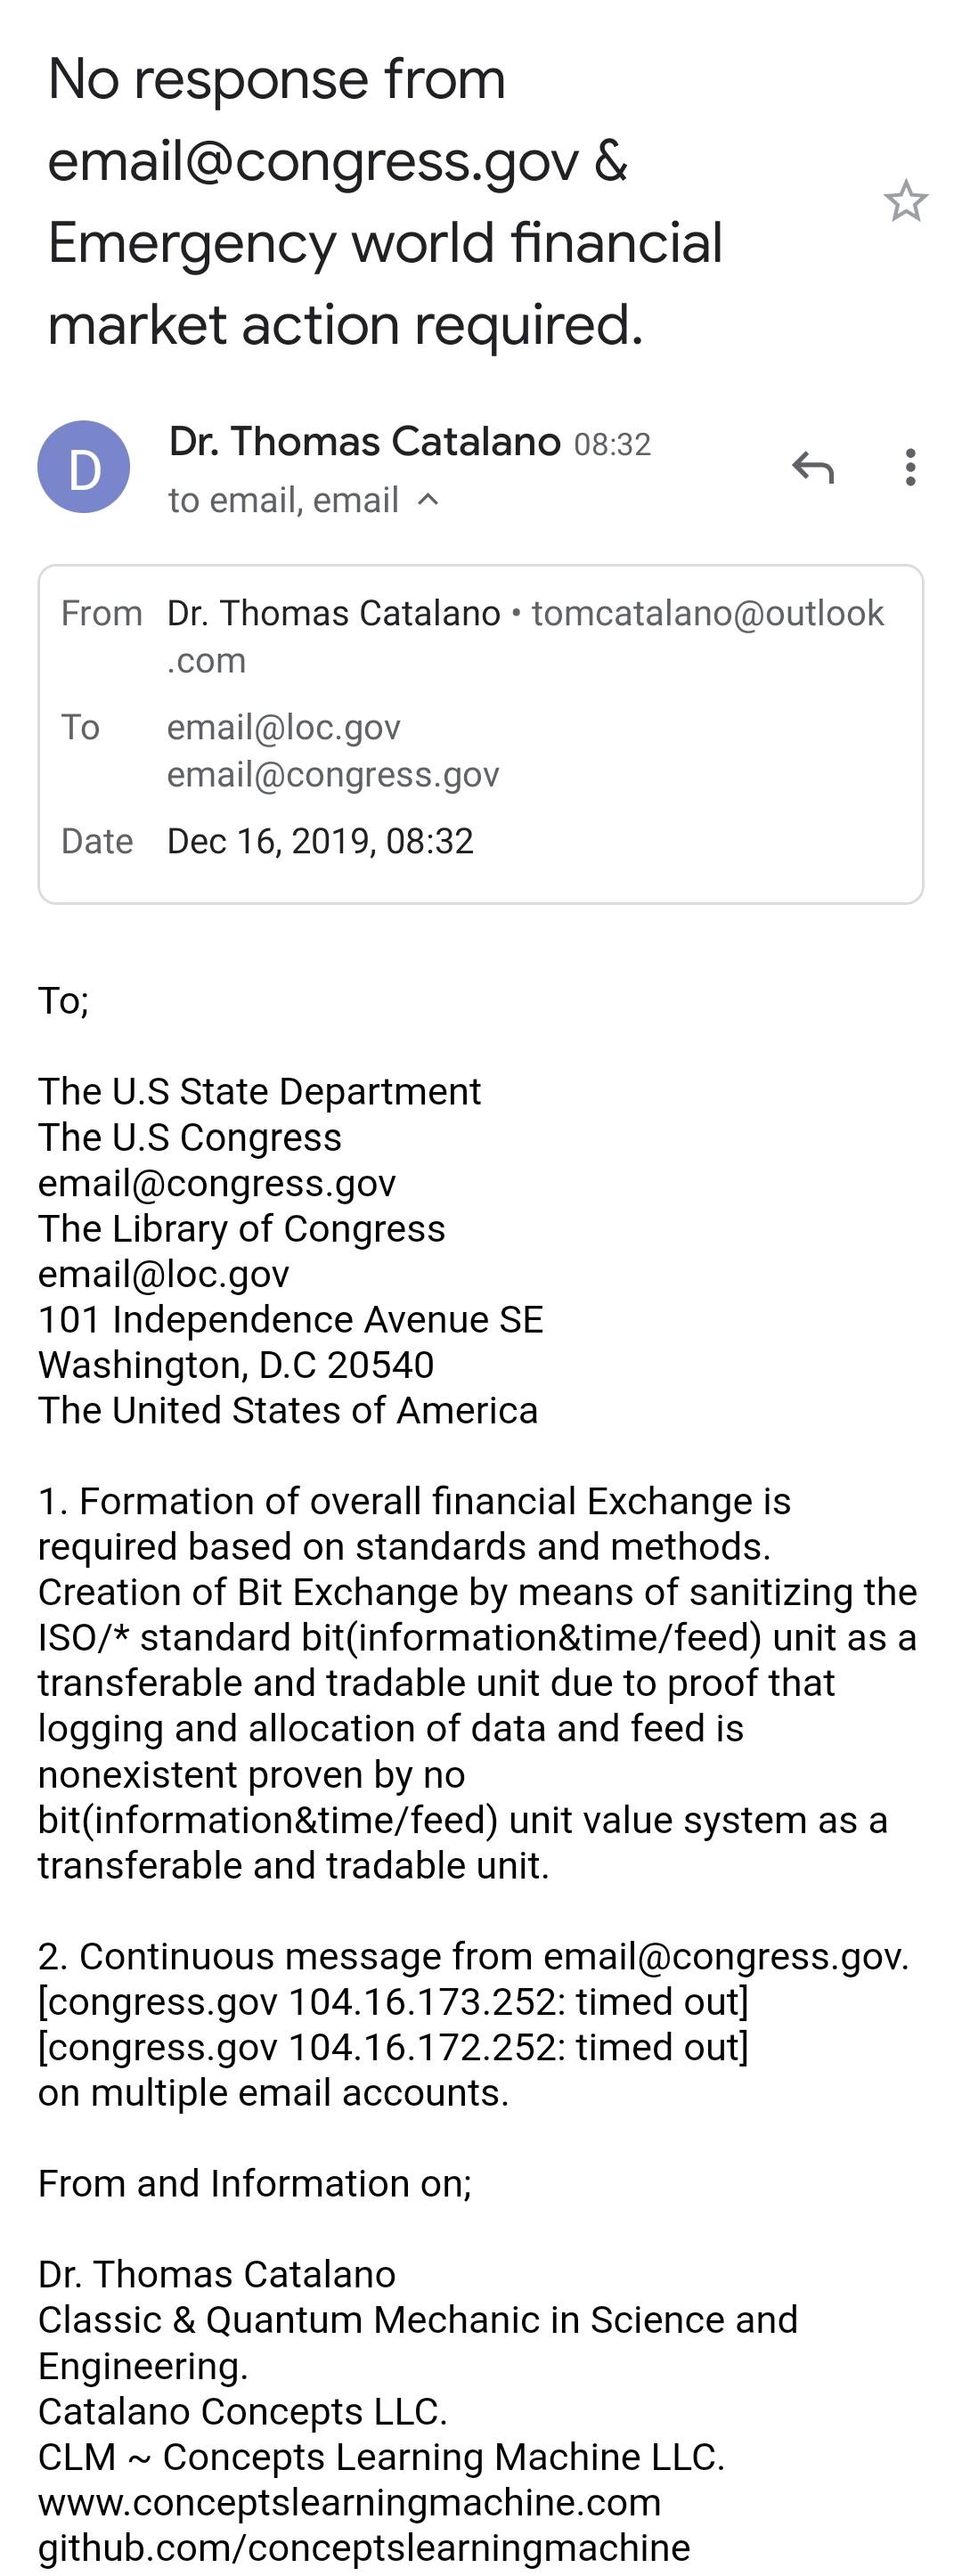 No response from
email@congress.gov &
Emergency world financial
market action required.
D
Dr. Thomas Catalano 08:32
to email, email
From Dr. Thomas Catalano • tomcatalano@outlook
.com
To email@loc.gov
email@congress.gov
Date Dec 16, 2019, 08:32
To;
The U.S State Department
The U.S Congress
email@congress.gov
The Library of Congress
email@loc.gov
101 Independence Avenue SE
Washington, D.C 20540
The United States of America
1. Formation of overall financial Exchange is
required based on standards and methods.
Creation of Bit Exchange by means of sanitizing the
ISO/* standard bit(information&time/feed) unit as a
transferable and tradable unit due to proof that
logging and allocation of data and feed is
nonexistent proven by no
bit(information&time/feed) unit value system as a
transferable and tradable unit.
2. Continuous message from email@congress.gov.
[congress.gov 104.16.173.252: timed out]
[congress.gov 104.16.172.252: timed out]
on multiple email accounts.
From and Information on;
Dr. Thomas Catalano
Classic & Quantum Mechanic in Science and
Engineering.
Catalano Concepts LLC.
CLM ~ Concepts Learning Machine LLC.
www.conceptslearningmachine.com
github.com/conceptslearningmachine